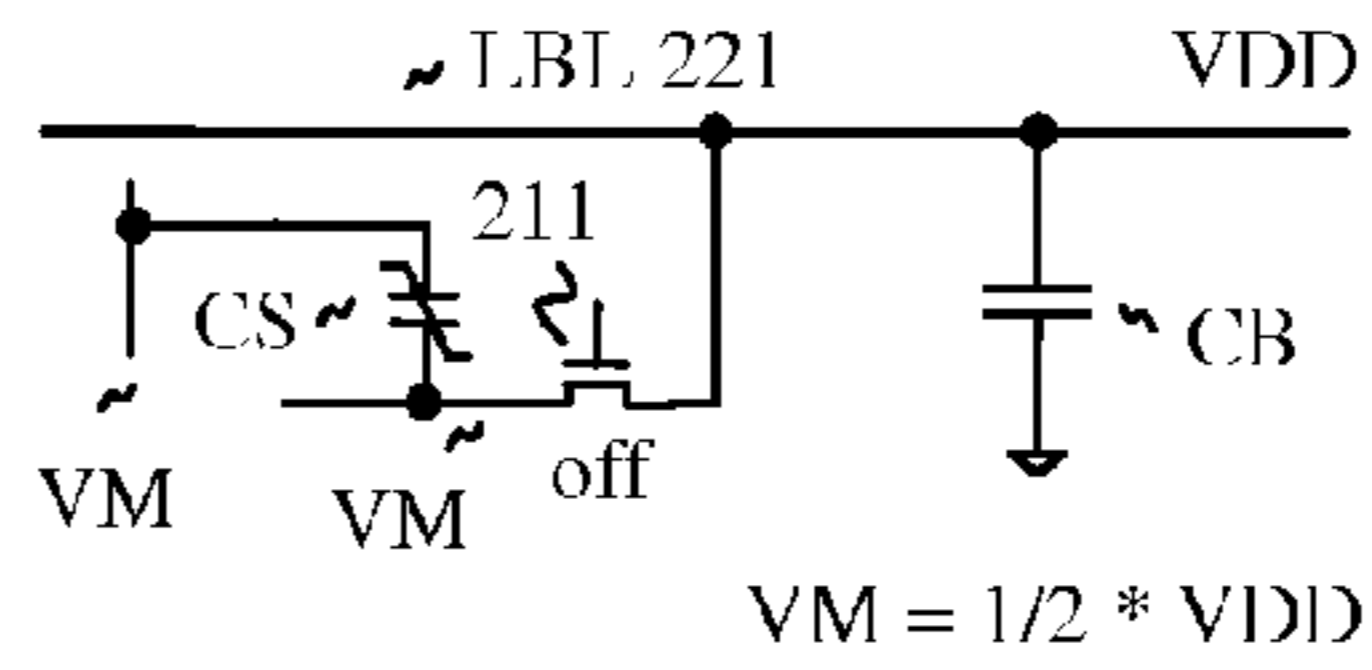 LBL 221
VDD
211
CS
CB
VM
VM
off
VM = 1/2 * VDD